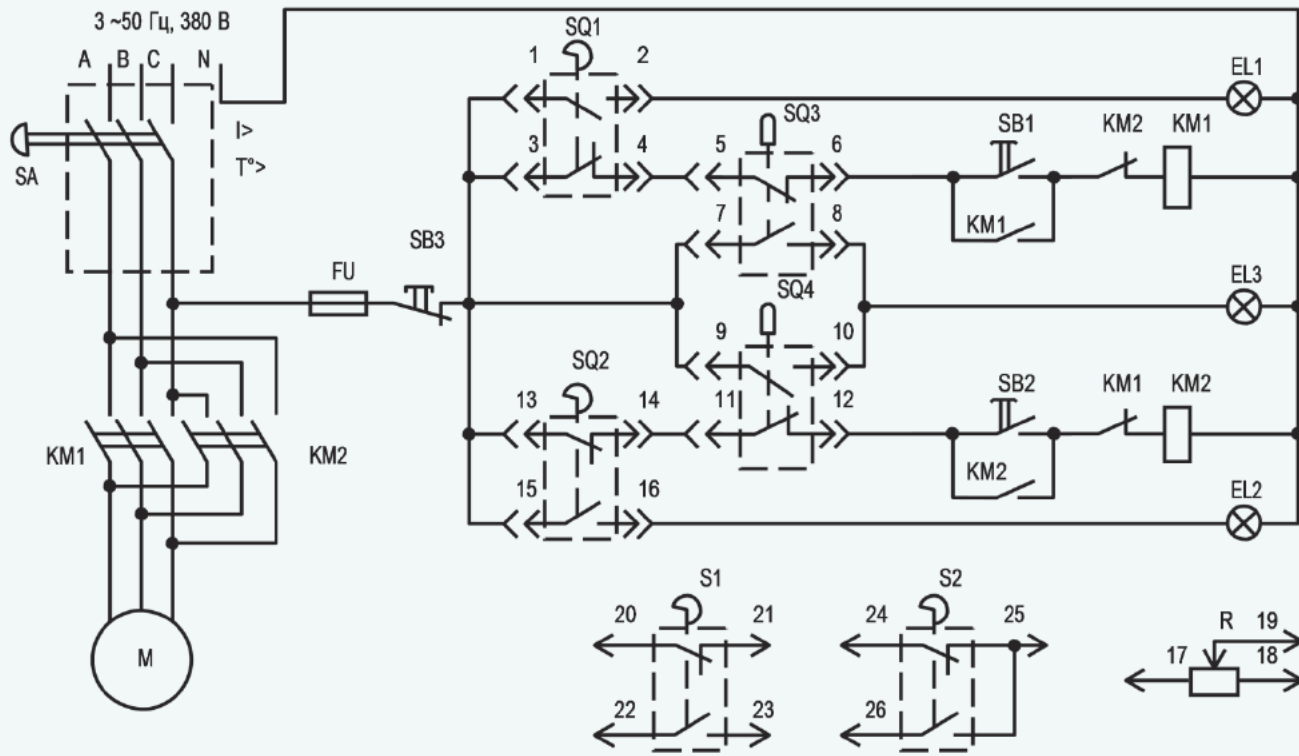 3 ~50 Гц, 380 В
A B C N
SA
I>
T°>
FU
SB3
SQ1
1 2
3 4
SQ3
5 6
7 8
SB1
KM2
KM1
KM1
EL1
EL3
SQ4
9 10
11 12
SQ2
13 14
15 16
SB2
KM1
KM2
KM2
EL2
KM1
KM2
M
S1
20 21
22 23
S2
24 25
26
R
19
17
18